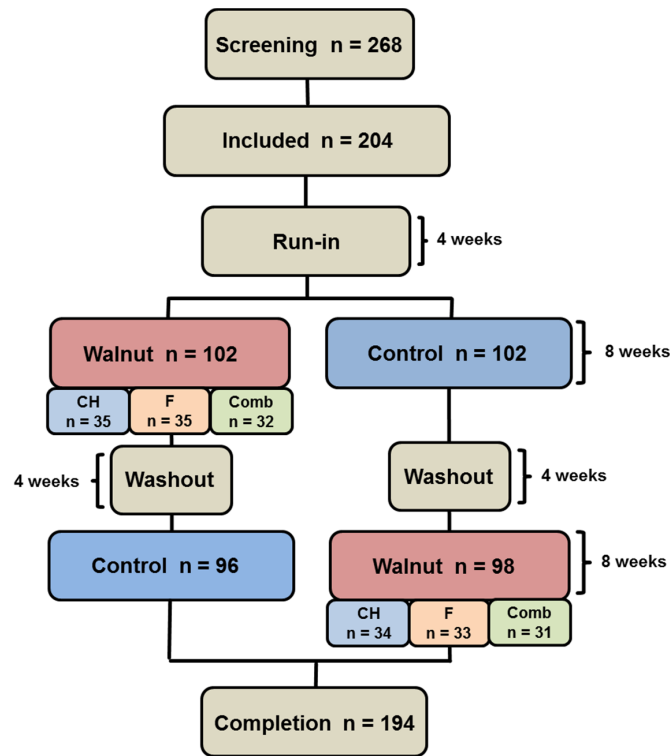 Screening n = 268
Included n = 204
Run-in
4 weeks
Walnut n = 102
Control n = 102
8 weeks
CH
n = 35
F
n = 35
Comb
n = 32
4 weeks
Washout
Washout
4 weeks
Control n = 96
Walnut n = 98
8 weeks
CH
n = 34
F
n = 33
Comb
n = 31
Completion n = 194